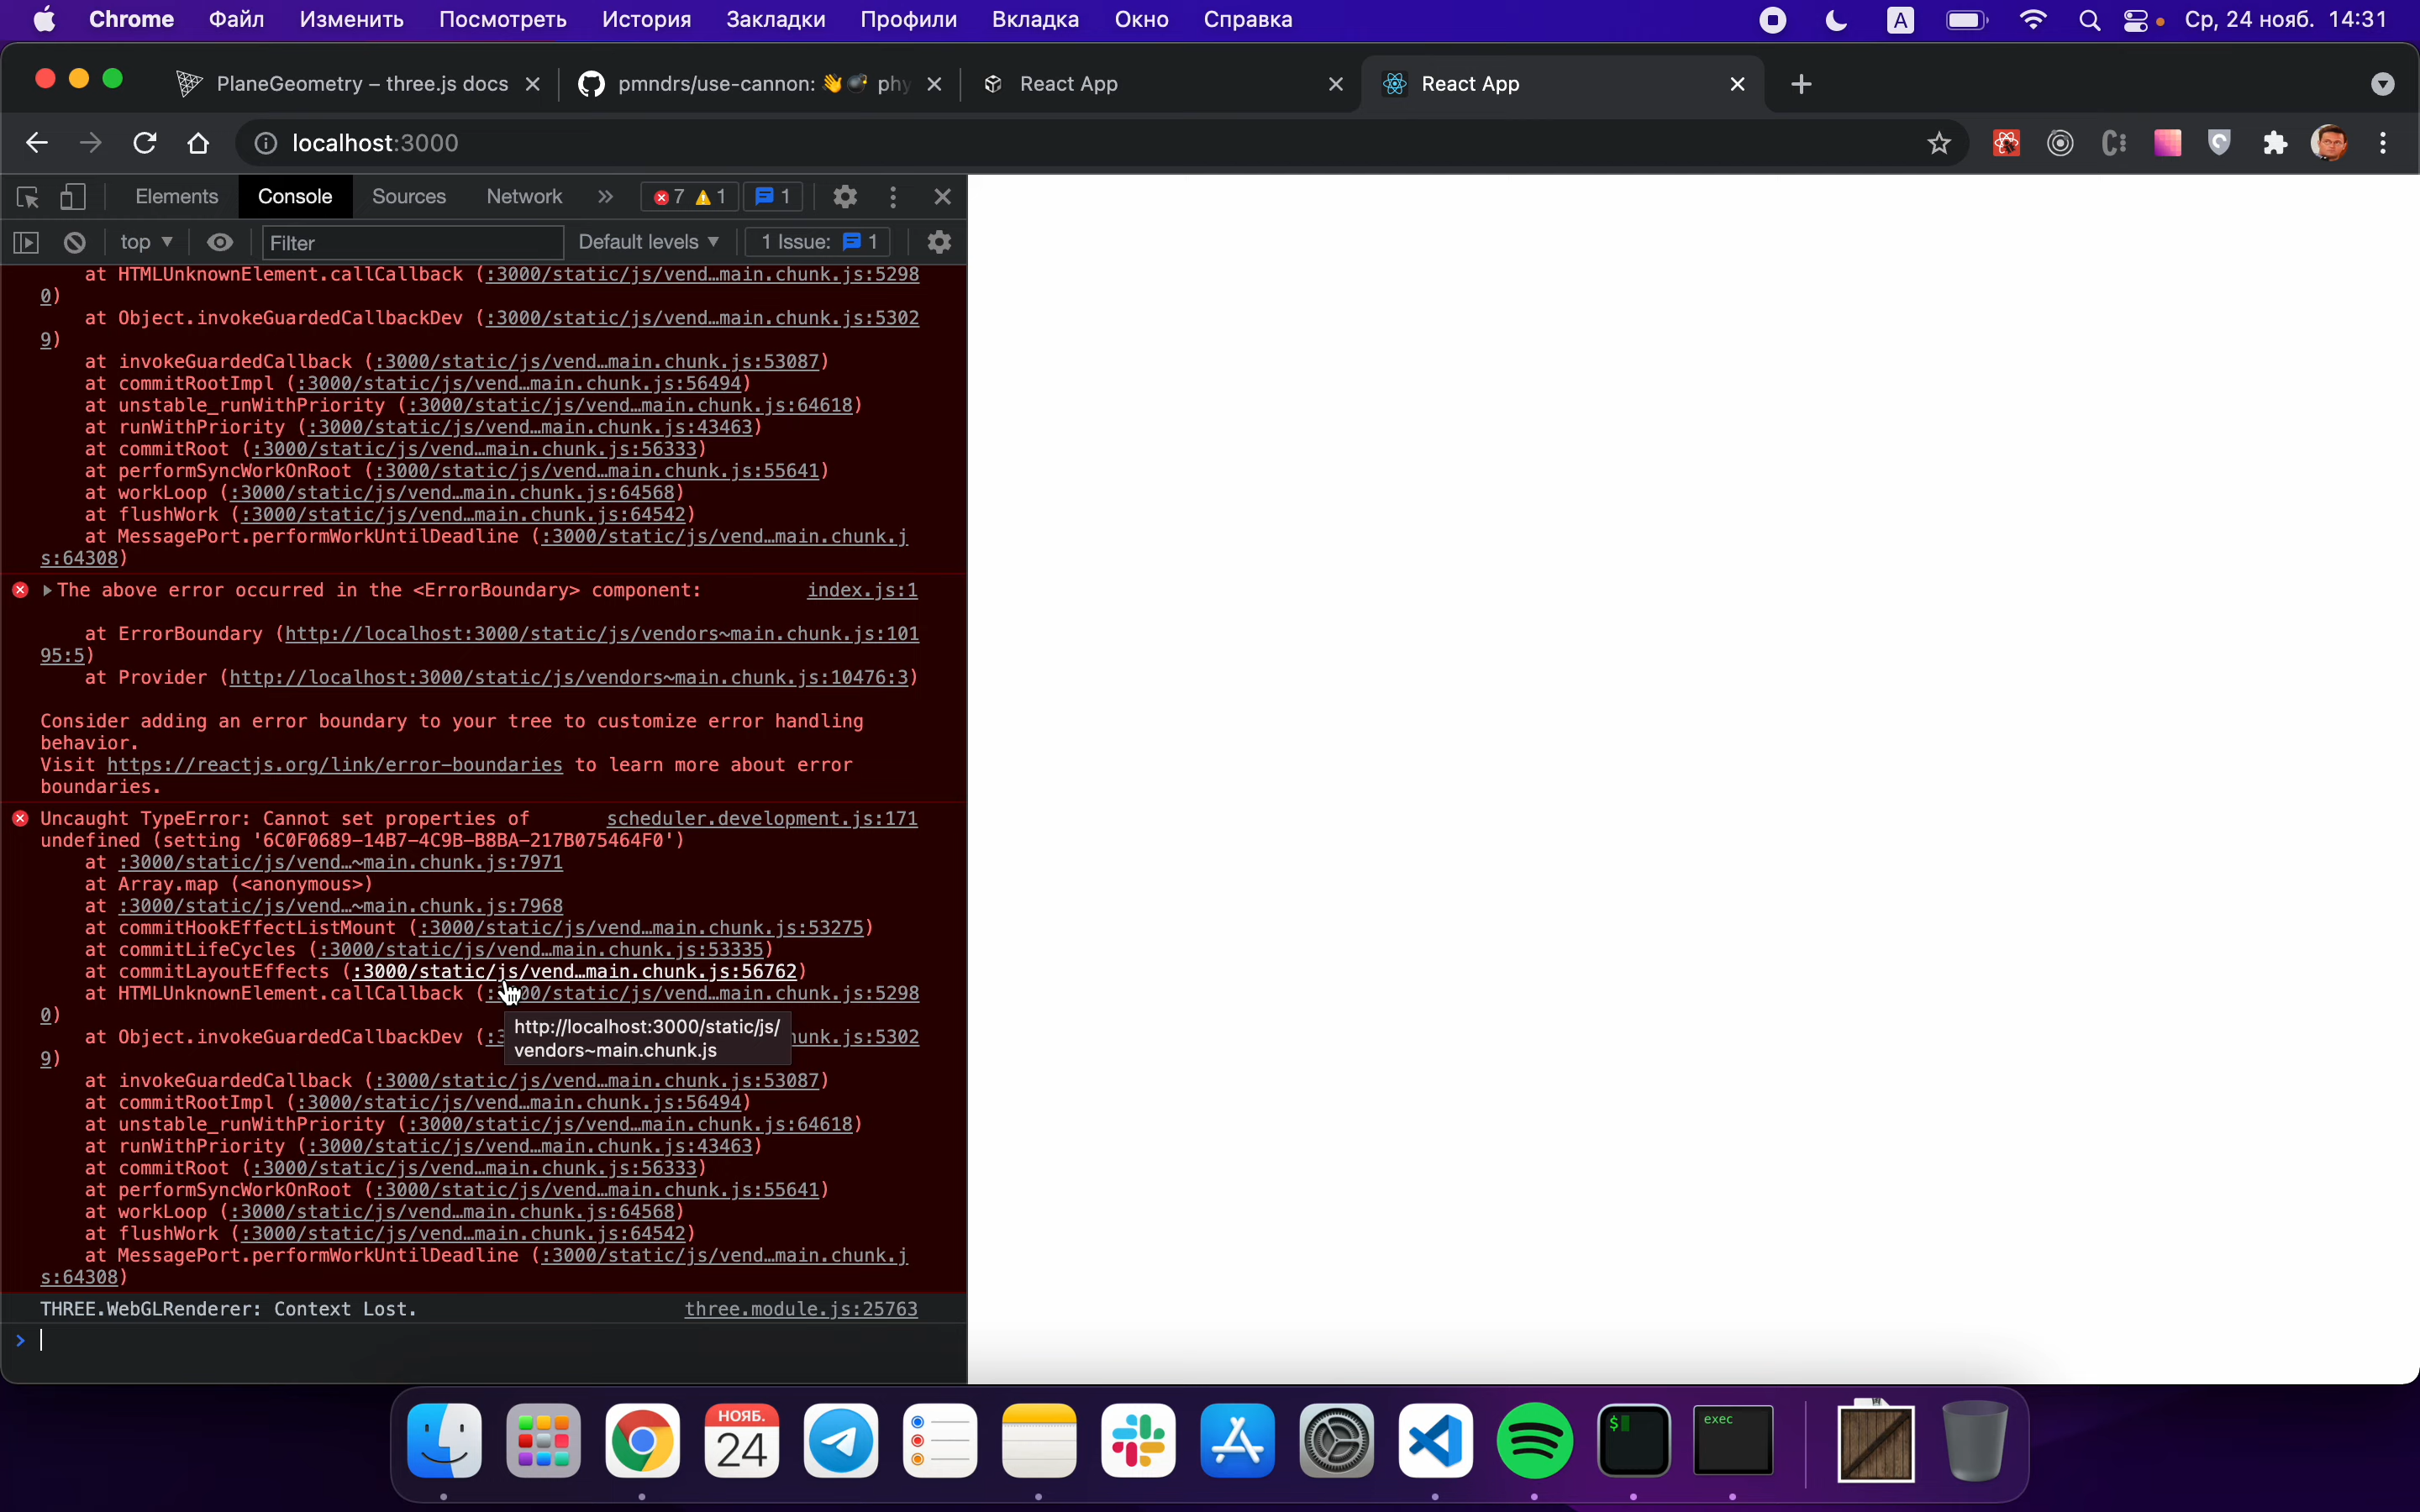 Chrome Файл Изменить Посмотреть История Закладки Профили Вкладка Окно Справка A Ср, 24 нояб. 14:31
PlaneGeometry – three.js docs pmndrs/use-cannon: 👋💣 phy React App React App
localhost:3000
Elements Console Sources Network » 7 1 1
top Filter Default levels 1 Issue: 1
at HTMLUnknownElement.callCallback (:3000/static/js/vend…main.chunk.js:5298
0)
at Object.invokeGuardedCallbackDev (:3000/static/js/vend…main.chunk.js:5302
9)
at invokeGuardedCallback (:3000/static/js/vend…main.chunk.js:53087)
at commitRootImpl (:3000/static/js/vend…main.chunk.js:56494)
at unstable_runWithPriority (:3000/static/js/vend…main.chunk.js:64618)
at runWithPriority (:3000/static/js/vend…main.chunk.js:43463)
at commitRoot (:3000/static/js/vend…main.chunk.js:56333)
at performSyncWorkOnRoot (:3000/static/js/vend…main.chunk.js:55641)
at workLoop (:3000/static/js/vend…main.chunk.js:64568)
at flushWork (:3000/static/js/vend…main.chunk.js:64542)
at MessagePort.performWorkUntilDeadline (:3000/static/js/vend…main.chunk.j
s:64308)
The above error occurred in the <ErrorBoundary> component: index.js:1
at ErrorBoundary (http://localhost:3000/static/js/vendors~main.chunk.js:101
95:5)
at Provider (http://localhost:3000/static/js/vendors~main.chunk.js:10476:3)
Consider adding an error boundary to your tree to customize error handling
behavior.
Visit https://reactjs.org/link/error-boundaries to learn more about error
boundaries.
Uncaught TypeError: Cannot set properties of scheduler.development.js:171
undefined (setting '6C0F0689-14B7-4C9B-B8BA-217B075464F0')
at :3000/static/js/vend…~main.chunk.js:7971
at Array.map (<anonymous>)
at :3000/static/js/vend…~main.chunk.js:7968
at commitHookEffectListMount (:3000/static/js/vend…main.chunk.js:53275)
at commitLifeCycles (:3000/static/js/vend…main.chunk.js:53335)
at commitLayoutEffects (:3000/static/js/vend…main.chunk.js:56762)
at HTMLUnknownElement.callCallback (: 00/static/js/vend…main.chunk.js:5298
0)
at Object.invokeGuardedCallbackDev (:3 hunk.js:5302
9)
http://localhost:3000/static/js/
vendors~main.chunk.js
at invokeGuardedCallback (:3000/static/js/vend…main.chunk.js:53087)
at commitRootImpl (:3000/static/js/vend…main.chunk.js:56494)
at unstable_runWithPriority (:3000/static/js/vend…main.chunk.js:64618)
at runWithPriority (:3000/static/js/vend…main.chunk.js:43463)
at commitRoot (:3000/static/js/vend…main.chunk.js:56333)
at performSyncWorkOnRoot (:3000/static/js/vend…main.chunk.js:55641)
at workLoop (:3000/static/js/vend…main.chunk.js:64568)
at flushWork (:3000/static/js/vend…main.chunk.js:64542)
at MessagePort.performWorkUntilDeadline (:3000/static/js/vend…main.chunk.j
s:64308)
THREE.WebGLRenderer: Context Lost. three.module.js:25763
НОЯБ.
24
$
exec